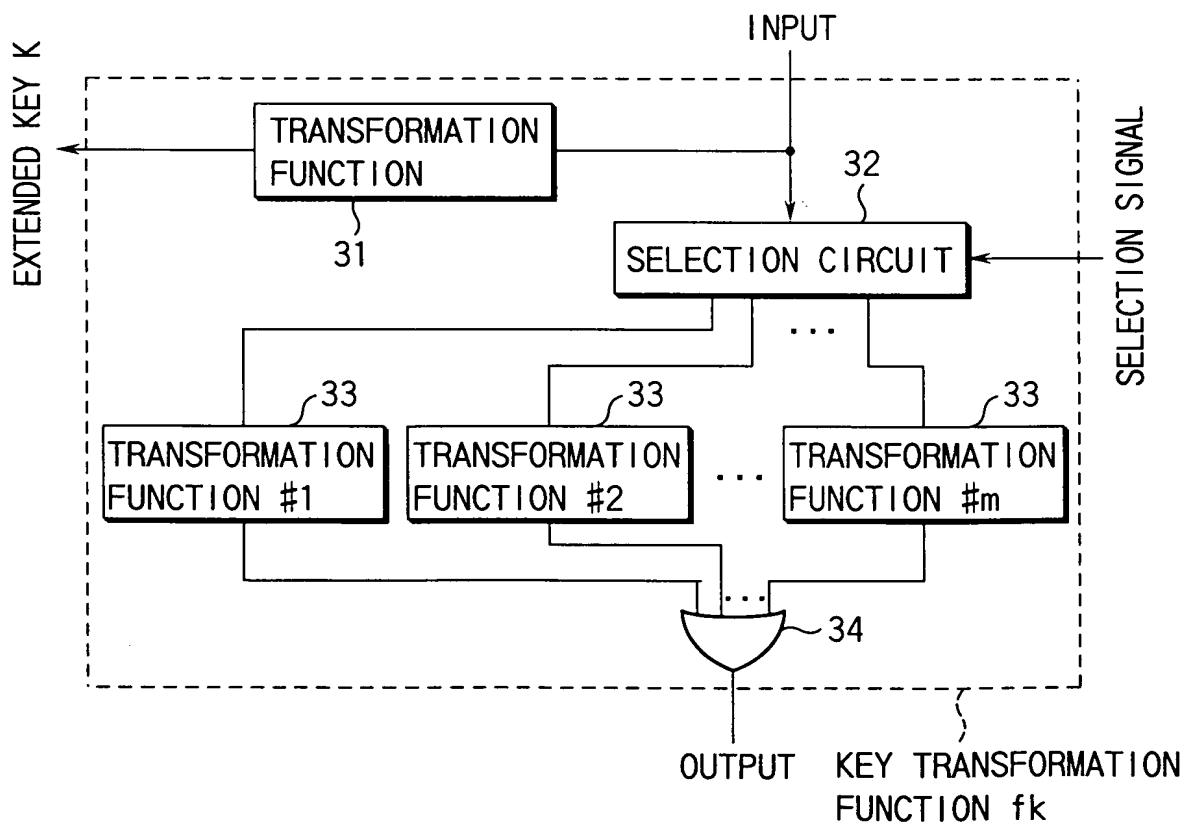 INPUT
EXTENDED KEY K
TRANSFORMATION
FUNCTION
31
32
SELECTION CIRCUIT
SELECTION SIGNAL
...
33
33
33
TRANSFORMATION
FUNCTION #1
TRANSFORMATION
FUNCTION #2
...
TRANSFORMATION
FUNCTION #m
...
34
OUTPUT
KEY TRANSFORMATION
FUNCTION fk